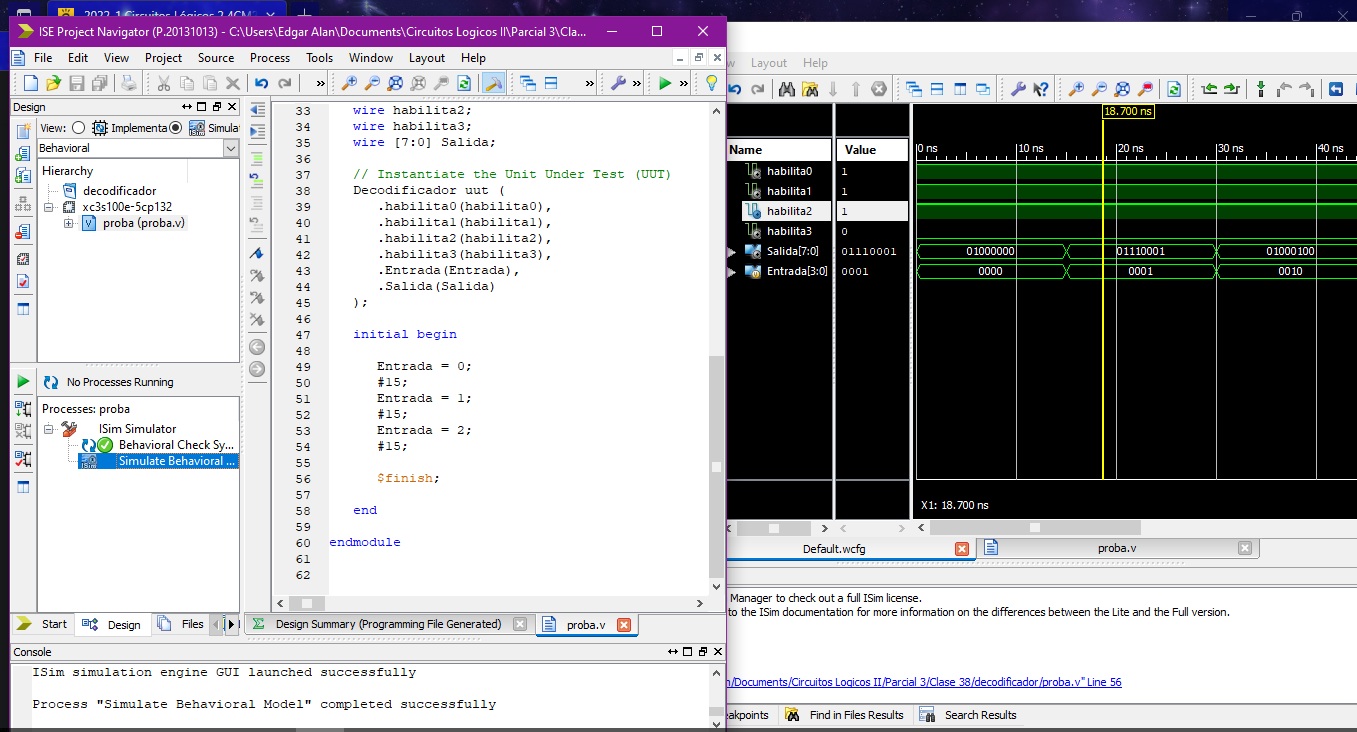 2022_1 Circuitos Lógicos 2 4CM
ISE Project Navigator (P.20131013) - C:\Users\Edgar Alan\Documents\Circuitos Logicos II\Parcial 3\Cla...
File Edit View Project Source Process Tools Window Layout Help
Design
View: Implementa Simula
Behavioral
Hierarchy
decodificador
xc3s100e-5cp132
proba (proba.v)
No Processes Running
Processes: proba
ISim Simulator
Behavioral Check Sy...
Simulate Behavioral ...
Start Design Files
33 wire habilita2;
34 wire habilita3;
35 wire [7:0] Salida;
36
37 // Instantiate the Unit Under Test (UUT)
38 Decodificador uut (
39 .habilita0(habilita0),
40 .habilita1(habilita1),
41 .habilita2(habilita2),
42 .habilita3(habilita3),
43 .Entrada(Entrada),
44 .Salida(Salida)
45 );
46
47 initial begin
48
49 Entrada = 0;
50 #15;
51 Entrada = 1;
52 #15;
53 Entrada = 2;
54 #15;
55
56 $finish;
57
58 end
59
60 endmodule
61
62
Design Summary (Programming File Generated) proba.v
Console
ISim simulation engine GUI launched successfully
Process "Simulate Behavioral Model" completed successfully
w Layout Help
18.700 ns
Name Value
0 ns 10 ns 20 ns 30 ns 40 ns
habilita0 1
habilita1 1
habilita2 1
habilita3 0
Salida[7:0] 01110001 01000000 01110001 01000100
Entrada[3:0] 0001 0000 0001 0010
X1: 18.700 ns
Default.wcfg proba.v
Manager to check out a full ISim license.
to the ISim documentation for more information on the differences between the Lite and the Full version.
n/Documents/Circuitos Logicos II/Parcial 3/Clase 38/decodificador/proba.v" Line 56
akpoints Find in Files Results Search Results